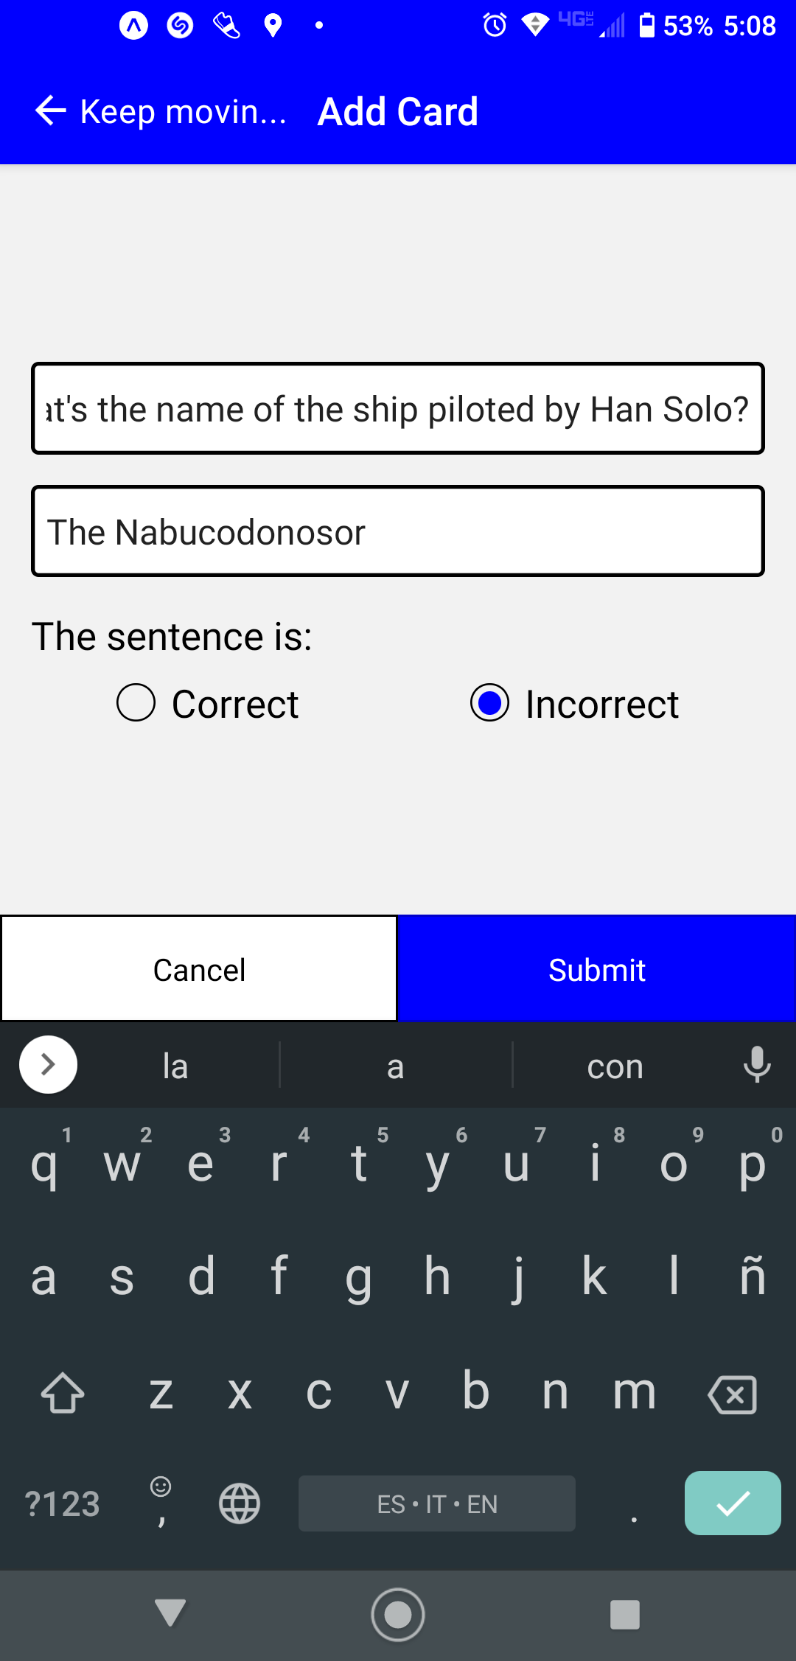 4G LTE 53% 5:08
Keep movin... Add Card
at's the name of the ship piloted by Han Solo?
The Nabucodonosor
The sentence is:
Correct Incorrect
Cancel Submit
la a con
1 2 3 4 5 6 7 8 9 0
q w e r t y u i o p
a s d f g h j k l ñ
z x c v b n m
?123 , ES • IT • EN .